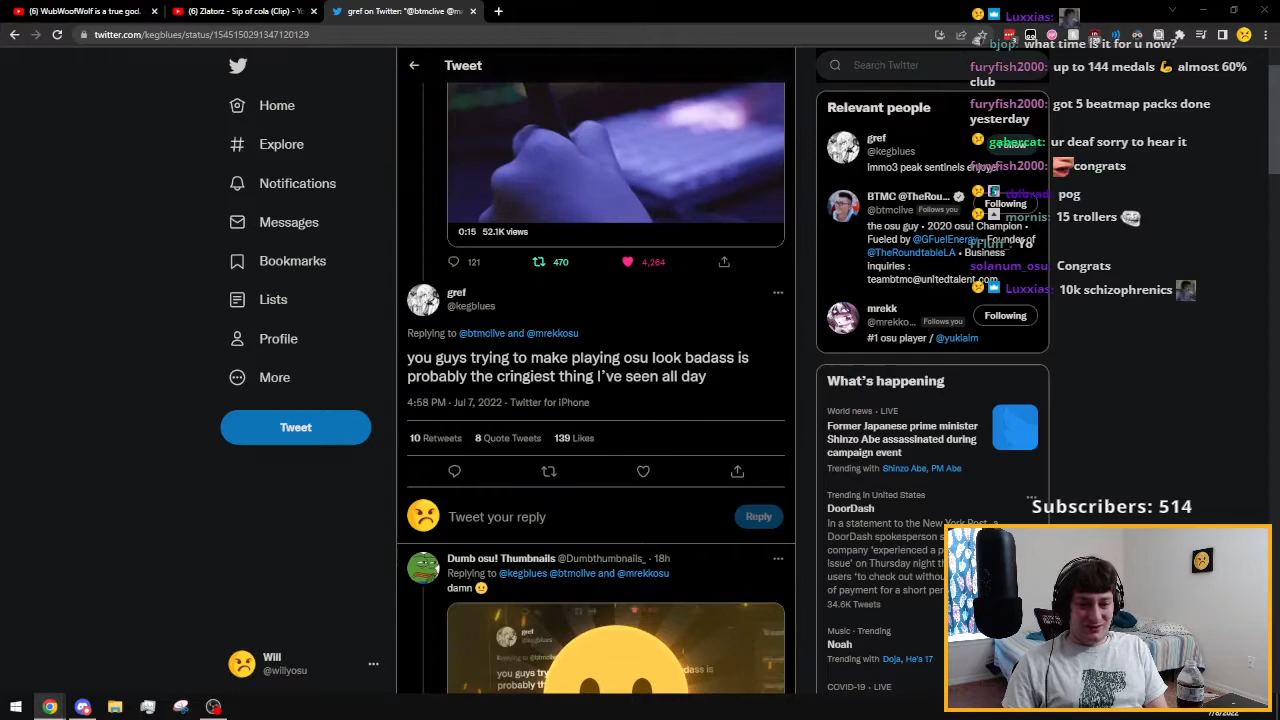 (6) WubWoofWolf is a true god.
(6) Zlatorz - Sip of cola (Clip) - Yo
gref on Twitter: "@btmclive @m
twitter.com/kegblues/status/1545150291347120129
Home
Explore
Notifications
Messages
Bookmarks
Lists
Profile
More
Tweet
Will
@willyosu
Tweet
0:15 52.1K views
121
470
4,264
gref
@kegblues
Replying to @btmclive and @mrekkosu
you guys trying to make playing osu look badass is
probably the cringiest thing I've seen all day
4:58 PM · Jul 7, 2022 · Twitter for iPhone
10 Retweets 8 Quote Tweets 139 Likes
Tweet your reply
Reply
Dumb osu! Thumbnails @Dumbthumbnails_ · 18h
Replying to @kegblues @btmclive and @mrekkosu
damn
gref
@kegblues
you guys
probably th
Search Twitter
Relevant people
gref
@kegblues
Immo3 peak sentinels enjoyer
BTMC @TheRou...
@btmclive Follows you
Following
the osu guy • 2020 osu! Champion •
Fueled by @GFuelEnergy • Founder of
@TheRoundtableLA • Business
inquiries :
teambtmc@unitedtalent.com
mrekk
@mrekko... Follows you
Following
#1 osu player / @yukiaim
What's happening
World news · LIVE
Former Japanese prime minister
Shinzo Abe assassinated during
campaign event
Trending with Shinzo Abe, PM Abe
Trending in United States
DoorDash
In a statement to the New York Post, a
DoorDash spokesperson s
company 'experienced a p
issue' on Thursday night th
users 'to check out withou
of payment for a short per
34.6K Tweets
Music · Trending
Noah
Trending with Doja, He's 17
COVID-19 · LIVE
Luxxias:
bjop: what time is it for u now?
furyfish2000: up to 144 medals 💪 almost 60%
club
furyfish2000: got 5 beatmap packs done
yesterday
gabercat: ur deaf sorry to hear it
furyfish2000: congrats
pog
mornis: 15 trollers
Yo
solanum_osu: Congrats
Luxxias: 10k schizophrenics
Subscribers: 514